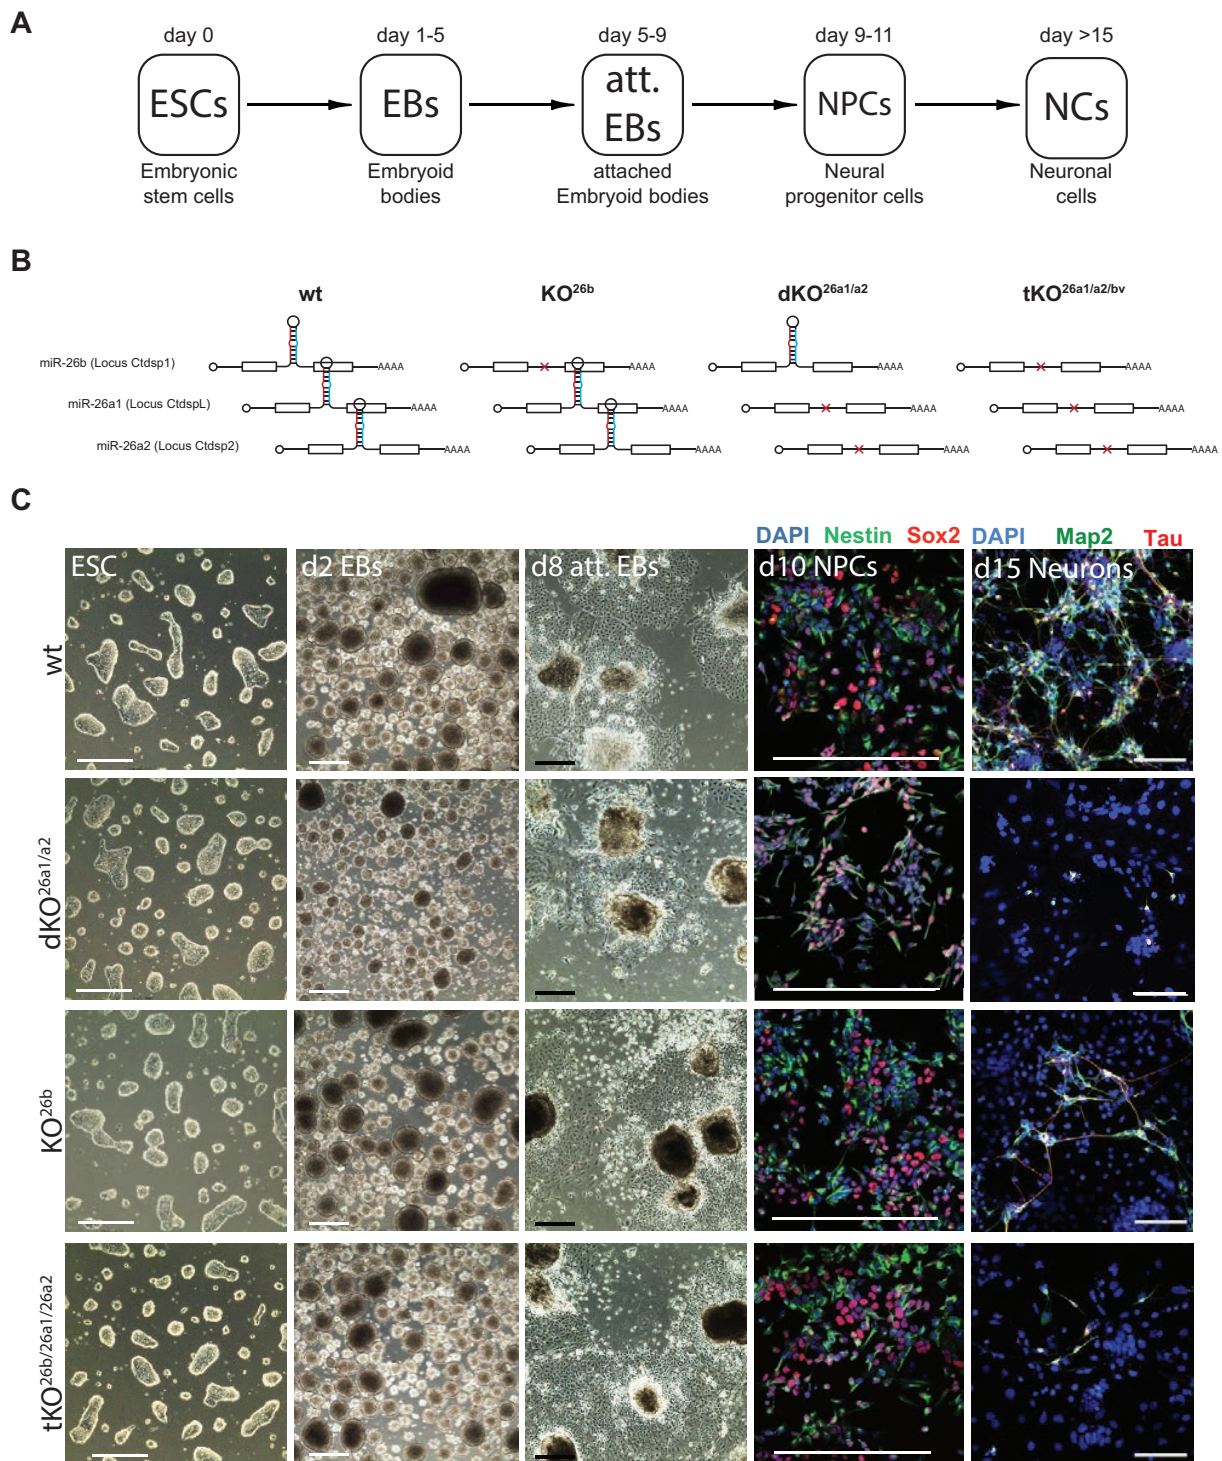 A
day 0
day 1-5
day 5-9
day 9-11
day >15
ESCs
EBs
att.
EBs
NPCs
NCs
Embryonic
stem cells
Embryoid
bodies
attached
Embryoid bodies
Neural
progenitor cells
Neuronal
cells
B
wt
KO26b
dKO26a1/a2
tKO26a1/a2/bv
miR-26b (Locus Ctdsp1)
AAAA
AAAA
AAAA
AAAA
miR-26a1 (Locus CtdspL)
AAAA
AAAA
AAAA
AAAA
miR-26a2 (Locus Ctdsp2)
AAAA
AAAA
AAAA
AAAA
C
DAPI Nestin Sox2
DAPI Map2 Tau
ESC
d2 EBs
d8 att. EBs
d10 NPCs
d15 Neurons
wt
dKO26a1/a2
KO26b
tKO26b/26a1/26a2